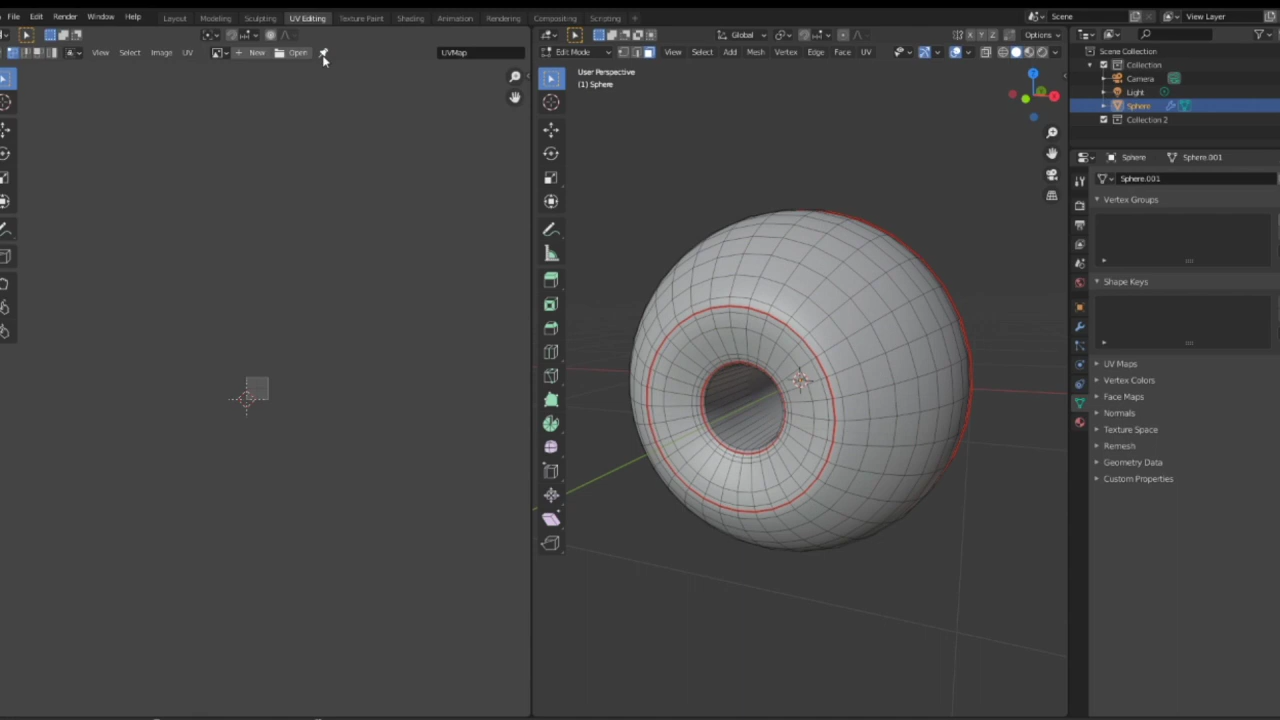 File Edit Render Window Help Layout Modeling Sculpting UV Editing Texture Paint Shading Animation Rendering Compositing Scripting + Scene View Layer
Global Options
View Select Image UV New Open UVMap Edit Mode View Select Add Mesh Vertex Edge Face UV
User Perspective
(1) Sphere
Scene Collection
Collection
Camera
Light
Sphere
Collection 2
Sphere Sphere.001
Sphere.001
Vertex Groups
Shape Keys
UV Maps
Vertex Colors
Face Maps
Normals
Texture Space
Remesh
Geometry Data
Custom Properties